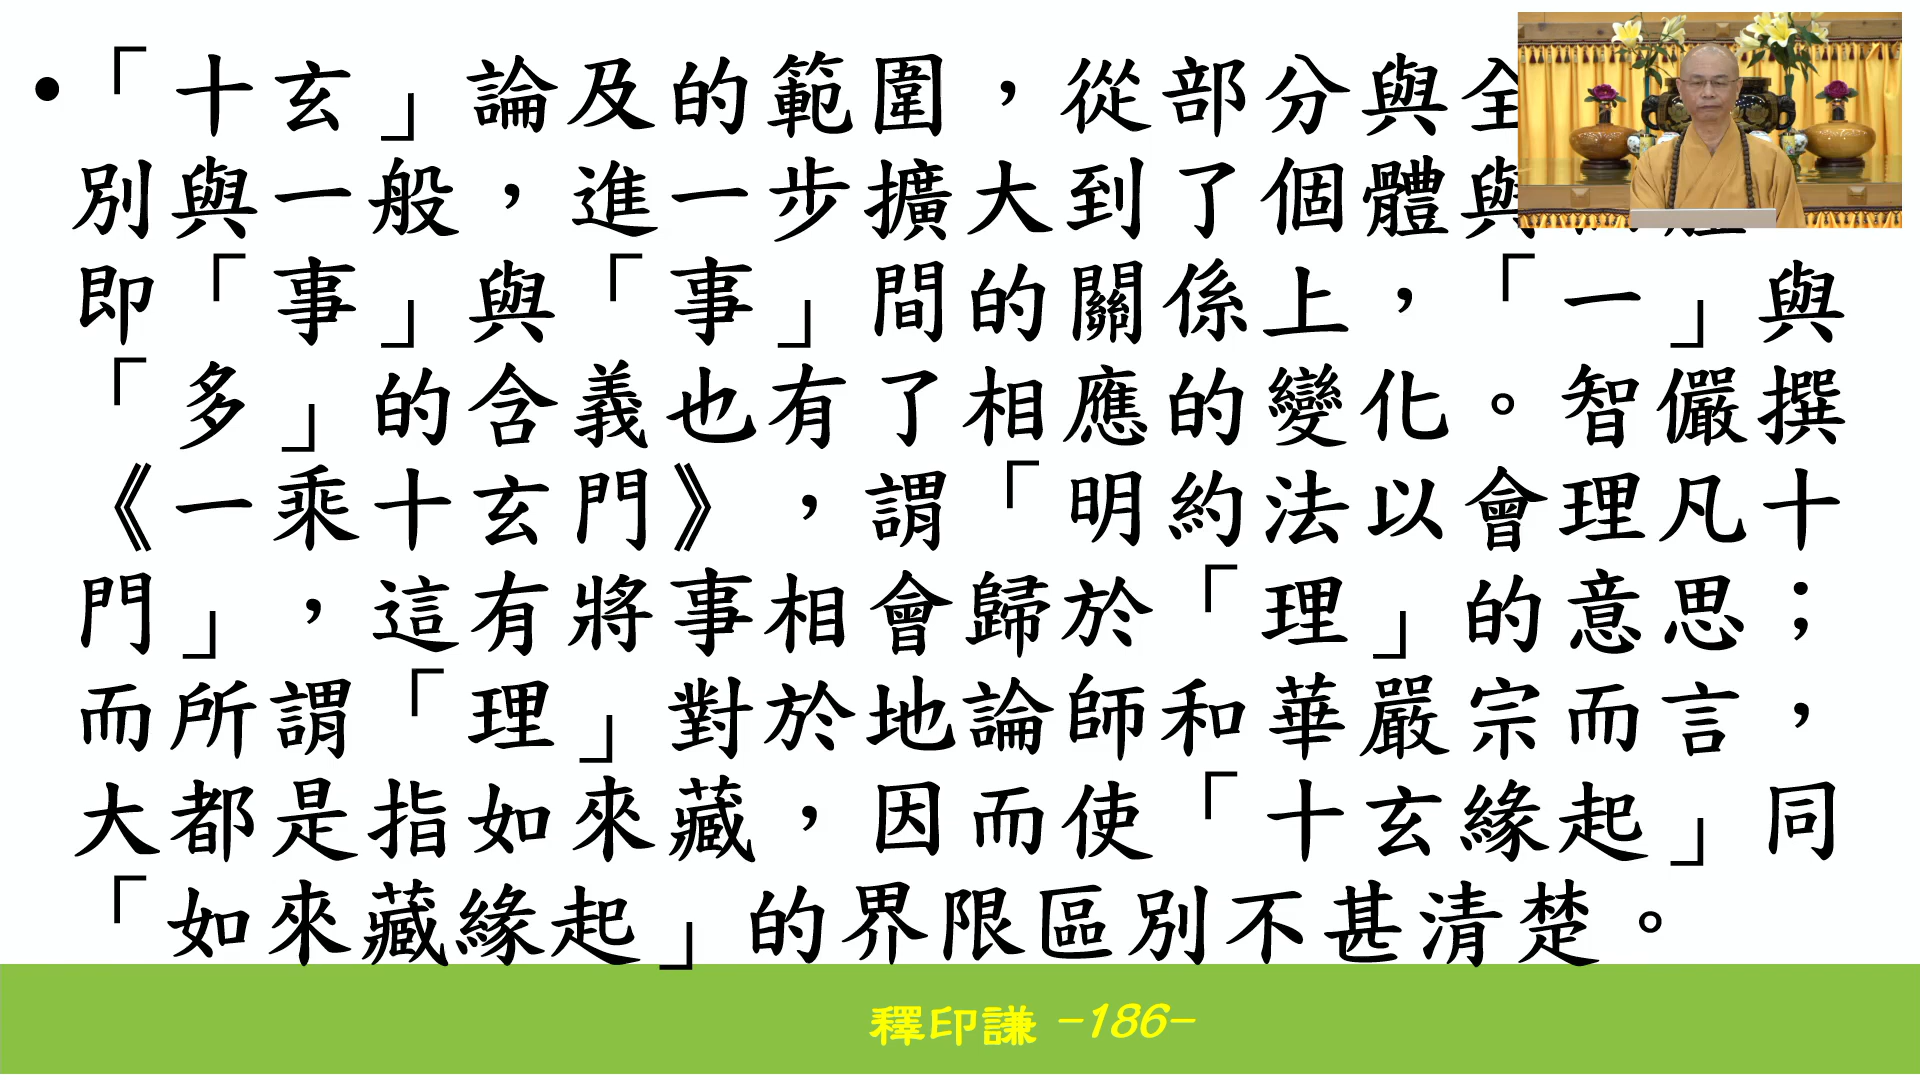 •「十玄」論及的範圍，從部分與全
別與一般，進一步擴大到了個體與
即「事」與「事」間的關係上，「一」與
「多」的含義也有了相應的變化。智儼撰
《一乘十玄門》，謂「明約法以會理凡十
門」，這有將事相會歸於「理」的意思；
而所謂「理」對於地論師和華嚴宗而言，
大都是指如來藏，因而使「十玄緣起」同
「如來藏緣起」的界限區別不甚清楚。
釋印謙 -186-